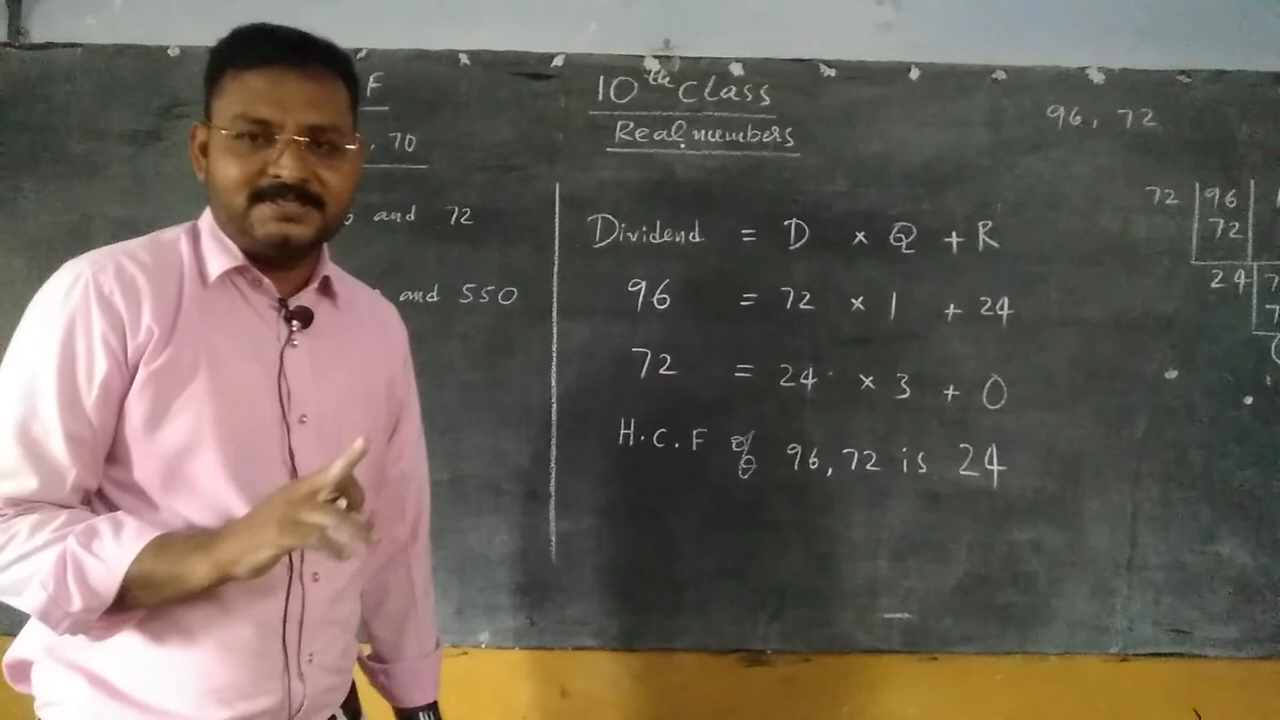 F
, 70
and 72
and 550
10th Class
Real numbers
Dividend = D × Q + R
96 = 72 × 1 + 24
72 = 24 × 3 + 0
H.C.F of 96, 72 is 24
96, 72
72 96
72
24